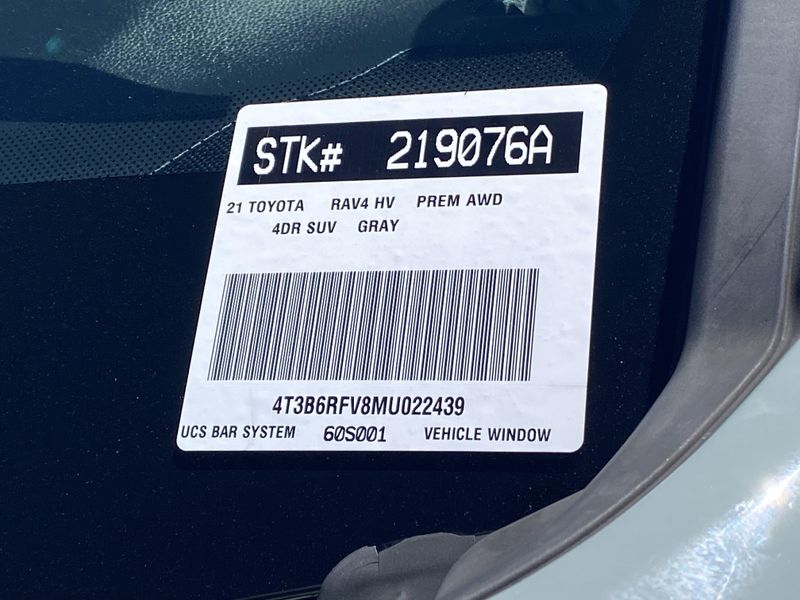 STK# 219076A
21 TOYOTA RAV4 HV PREM AWD
4DR SUV GRAY
4T3B6RFV8MU022439
UCS BAR SYSTEM 60S001 VEHICLE WINDOW